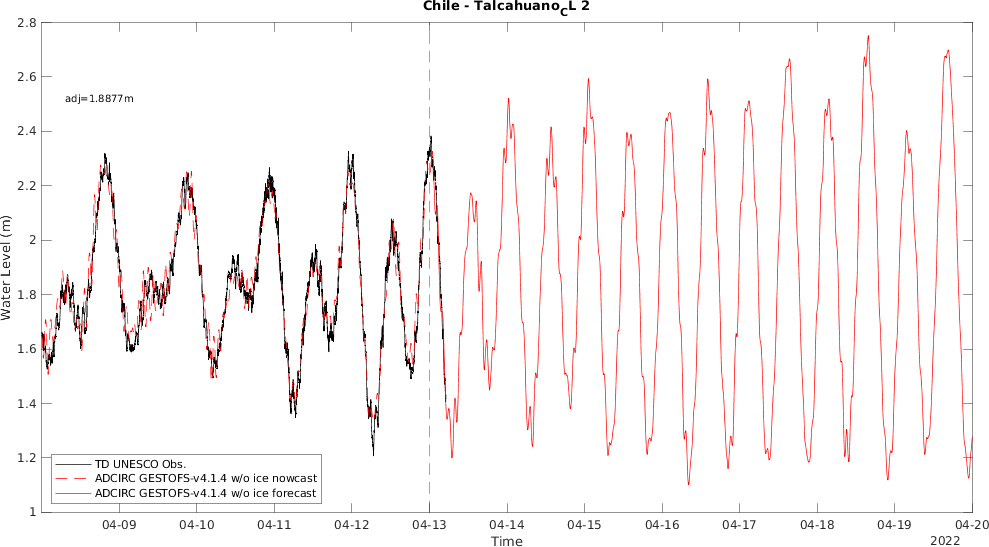 Chile - Talcahuano_CL 2
2.8
2.6
adj=1.8877m
2.4
2.2
2
Water Level (m)
1.8
1.6
1.4
1.2
TD UNESCO Obs.
ADCIRC GESTOFS-v4.1.4 w/o ice nowcast
ADCIRC GESTOFS-v4.1.4 w/o ice forecast
1
04-09 04-10 04-11 04-12 04-13 04-14 04-15 04-16 04-17 04-18 04-19 04-20
Time
2022